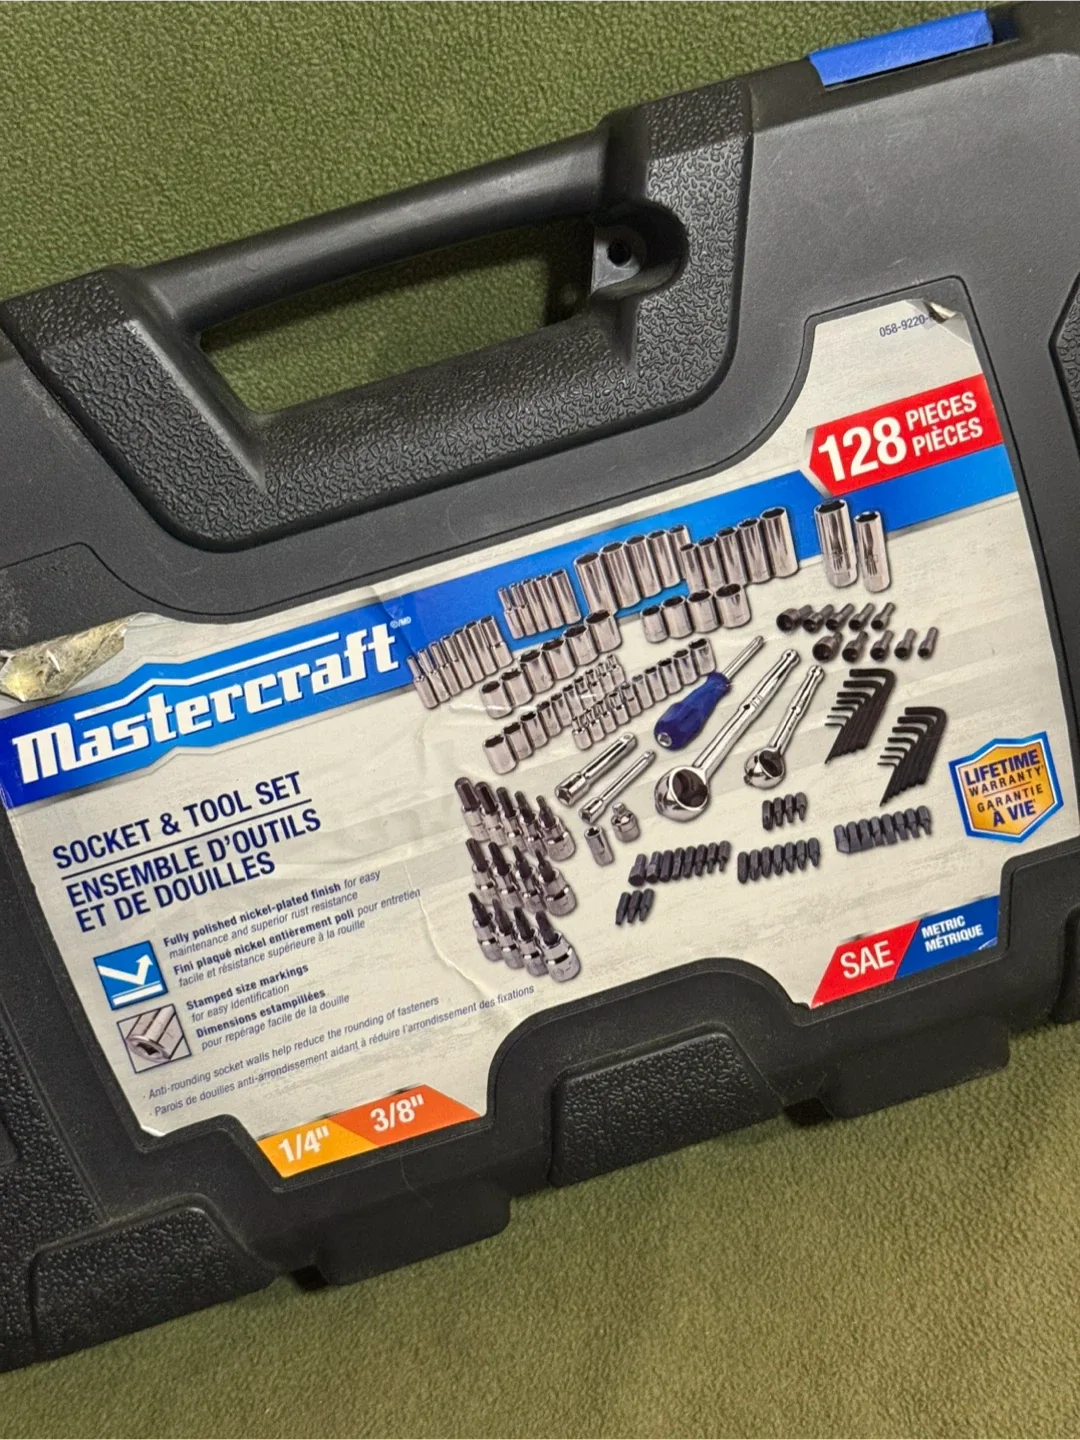 058-9220-
128 PIECES
PIÈCES
Mastercraft ®/MD
SOCKET & TOOL SET
ENSEMBLE D'OUTILS
ET DE DOUILLES
Fully polished nickel-plated finish for easy
maintenance and superior rust resistance
Fini plaqué nickel entièrement poli pour entretien
facile et résistance supérieure à la rouille
Stamped size markings
for easy identification
Dimensions estampillées
pour repérage facile de la douille
· Anti-rounding socket walls help reduce the rounding of fasteners
· Parois de douilles anti-arrondissement aidant à réduire l'arrondissement des fixations
1/4" 3/8"
LIFETIME
WARRANTY
GARANTIE
À VIE
SAE
METRIC
MÉTRIQUE